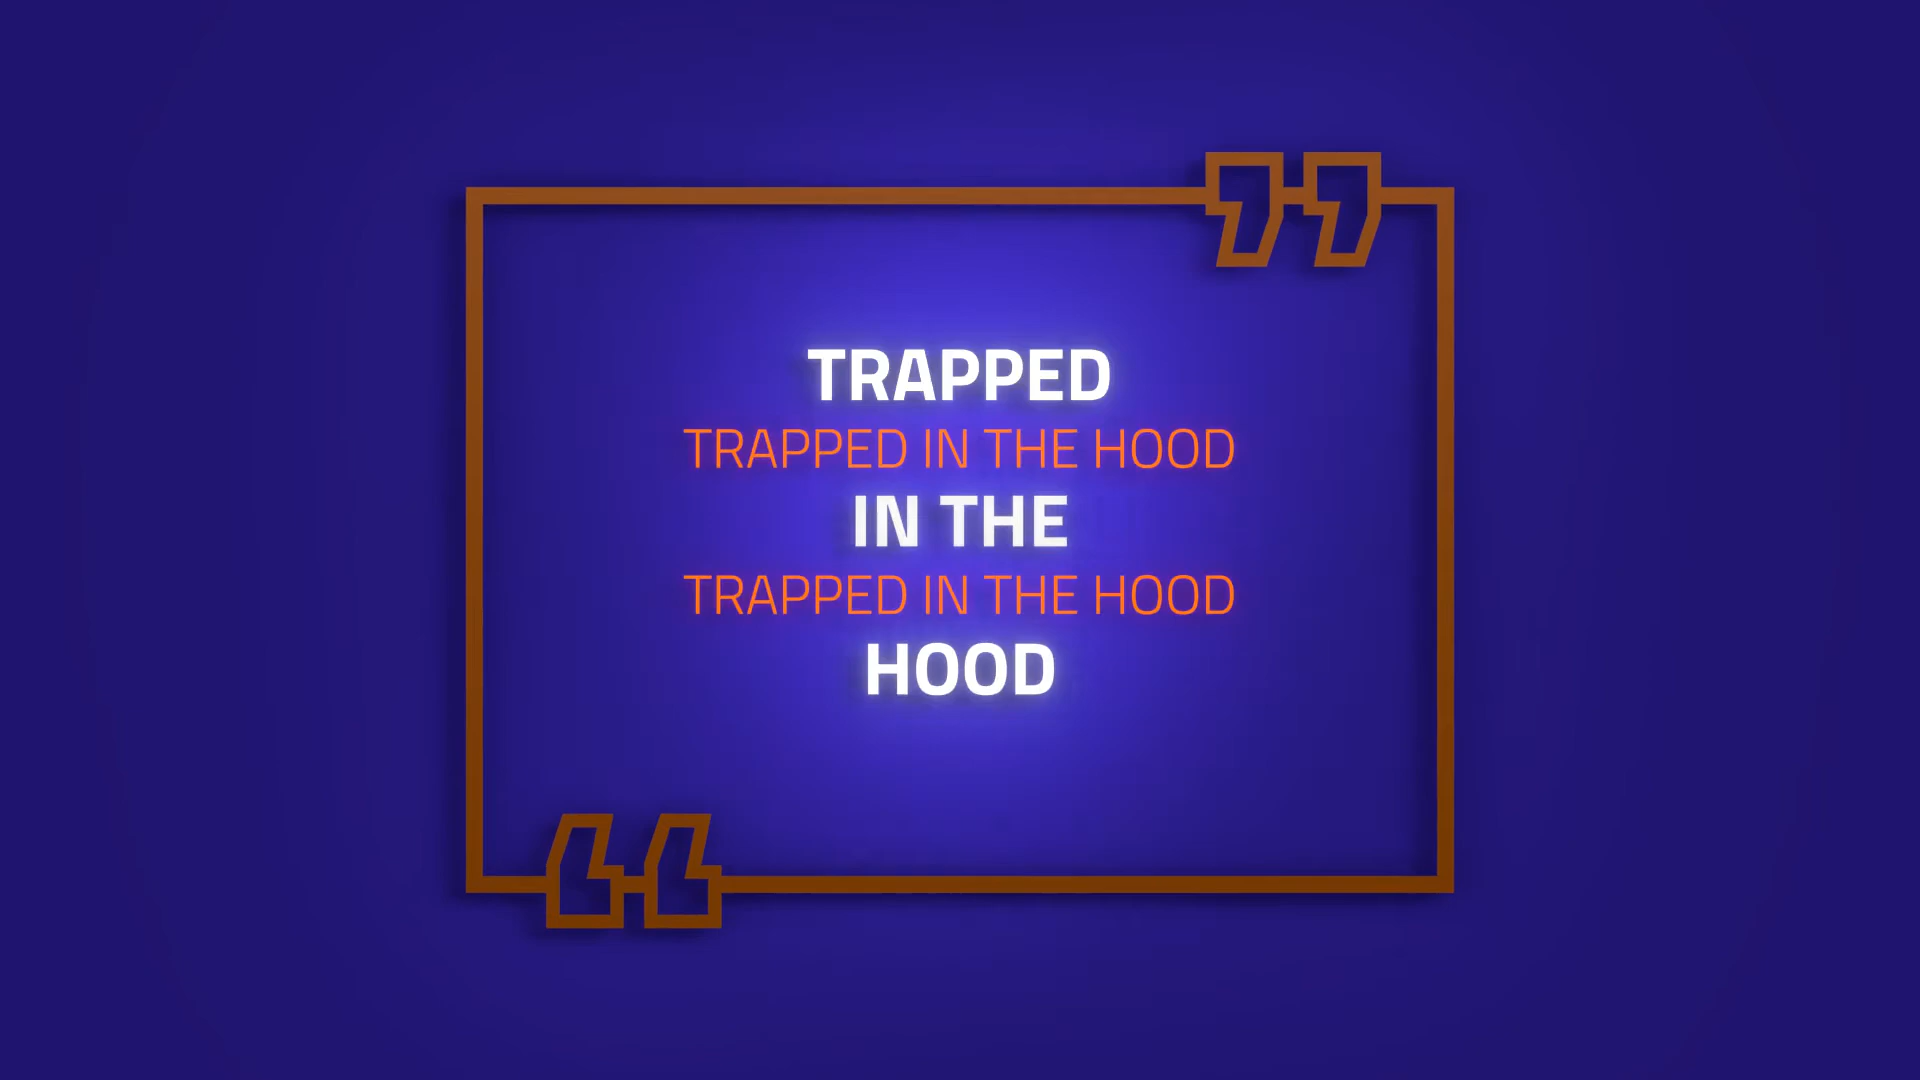 TRAPPED
TRAPPED IN THE HOOD
IN THE
TRAPPED IN THE HOOD
HOOD